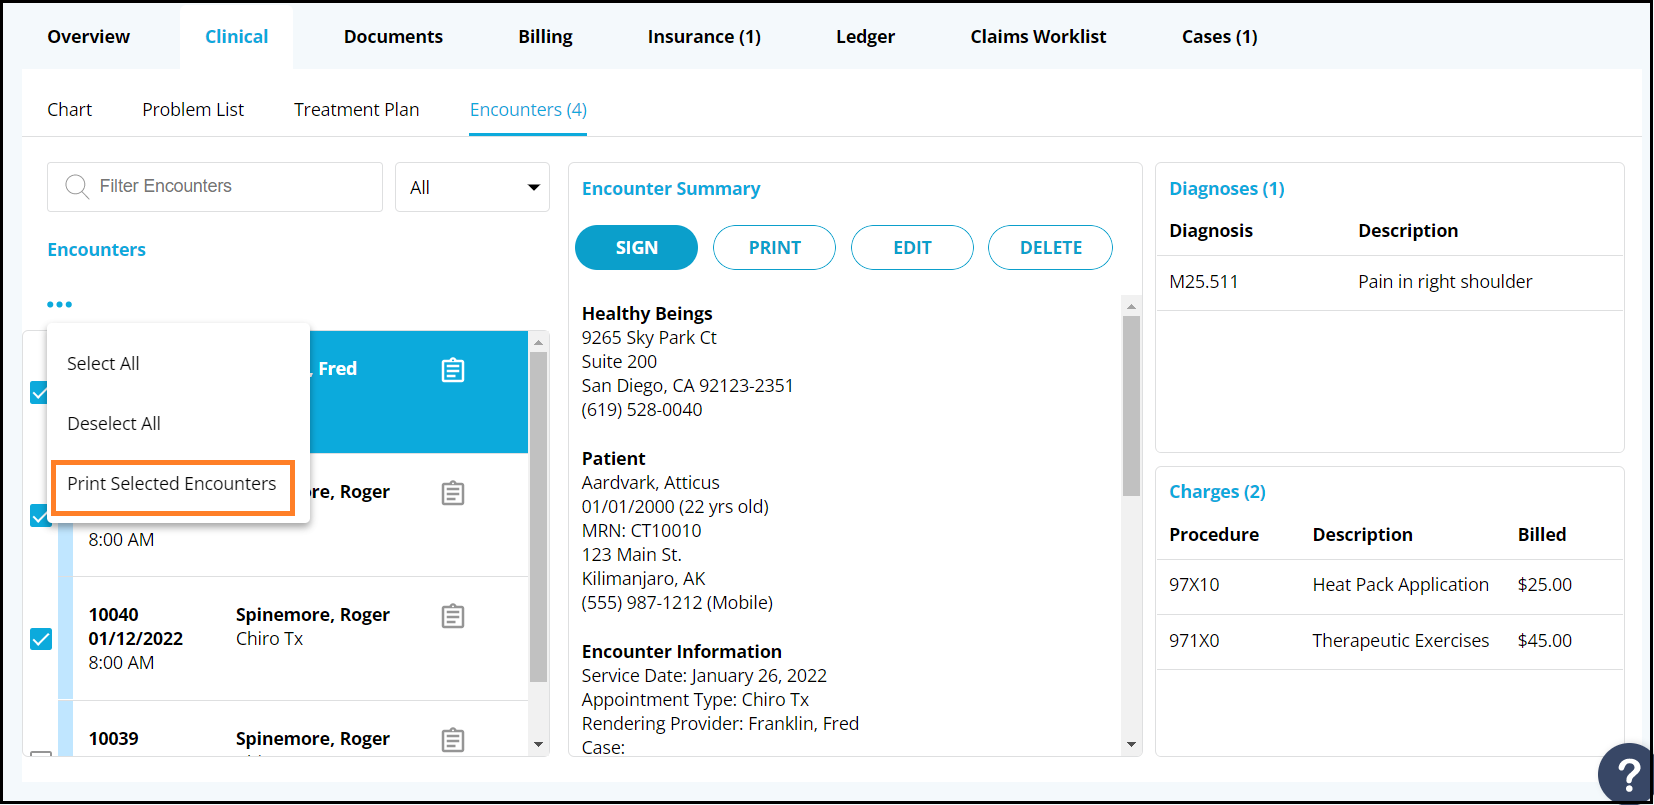 Overview Clinical Documents Billing Insurance (1) Ledger Claims Worklist Cases (1)
Chart Problem List Treatment Plan Encounters (4)
Filter Encounters All
Encounters
Select All
Deselect All
Print Selected Encounters
, Fred
re, Roger
8:00 AM
10040 Spinemore, Roger
01/12/2022 Chiro Tx
8:00 AM
10039 Spinemore, Roger
Encounter Summary
SIGN PRINT EDIT DELETE
Healthy Beings
9265 Sky Park Ct
Suite 200
San Diego, CA 92123-2351
(619) 528-0040
Patient
Aardvark, Atticus
01/01/2000 (22 yrs old)
MRN: CT10010
123 Main St.
Kilimanjaro, AK
(555) 987-1212 (Mobile)
Encounter Information
Service Date: January 26, 2022
Appointment Type: Chiro Tx
Rendering Provider: Franklin, Fred
Case:
Diagnoses (1)
Diagnosis Description
M25.511 Pain in right shoulder
Charges (2)
Procedure Description Billed
97X10 Heat Pack Application $25.00
971X0 Therapeutic Exercises $45.00
?